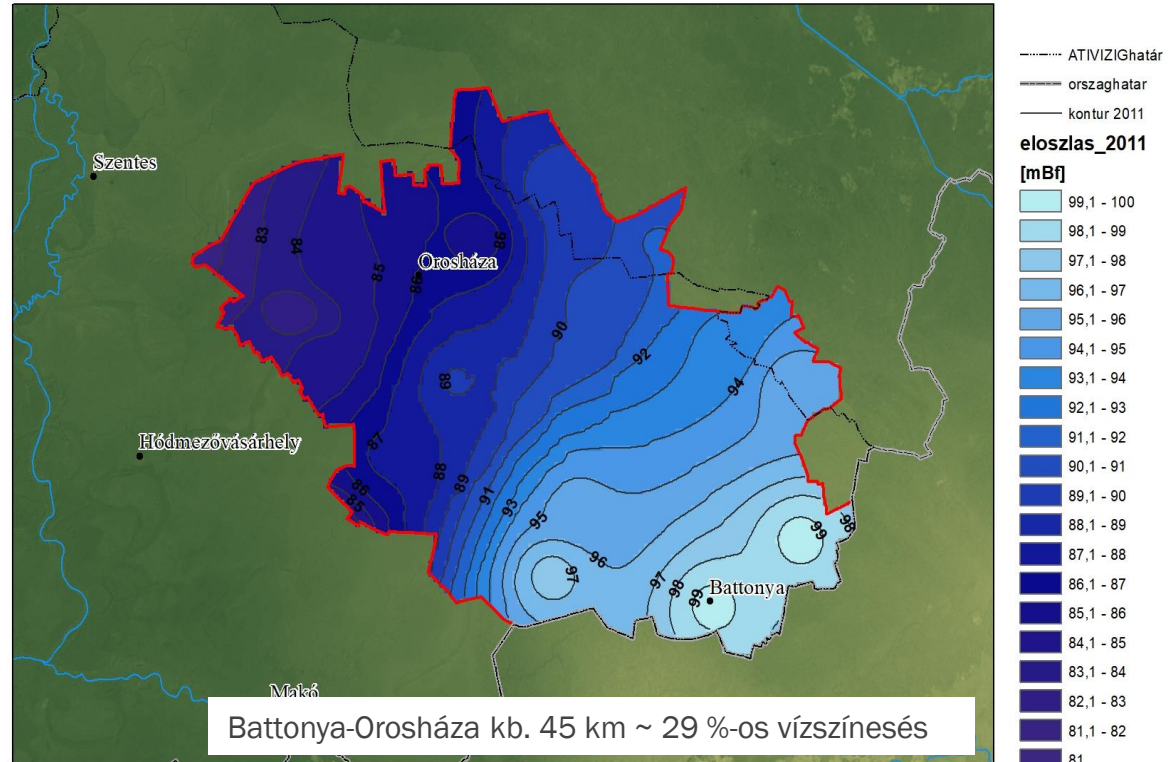 Szentes
Orosháza
Hódmezővásárhely
Battonya
Makó
83
84
85
86
86
87
88
89
89
90
91
92
93
94
95
96
97
97
98
99
99
98
86
85
Battonya-Orosháza kb. 45 km ~ 29 %-os vízszínesés
ATIVIZIGhatár
orszaghatar
kontur 2011
eloszlas_2011
[mBf]
99,1 - 100
98,1 - 99
97,1 - 98
96,1 - 97
95,1 - 96
94,1 - 95
93,1 - 94
92,1 - 93
91,1 - 92
90,1 - 91
89,1 - 90
88,1 - 89
87,1 - 88
86,1 - 87
85,1 - 86
84,1 - 85
83,1 - 84
82,1 - 83
81,1 - 82
81